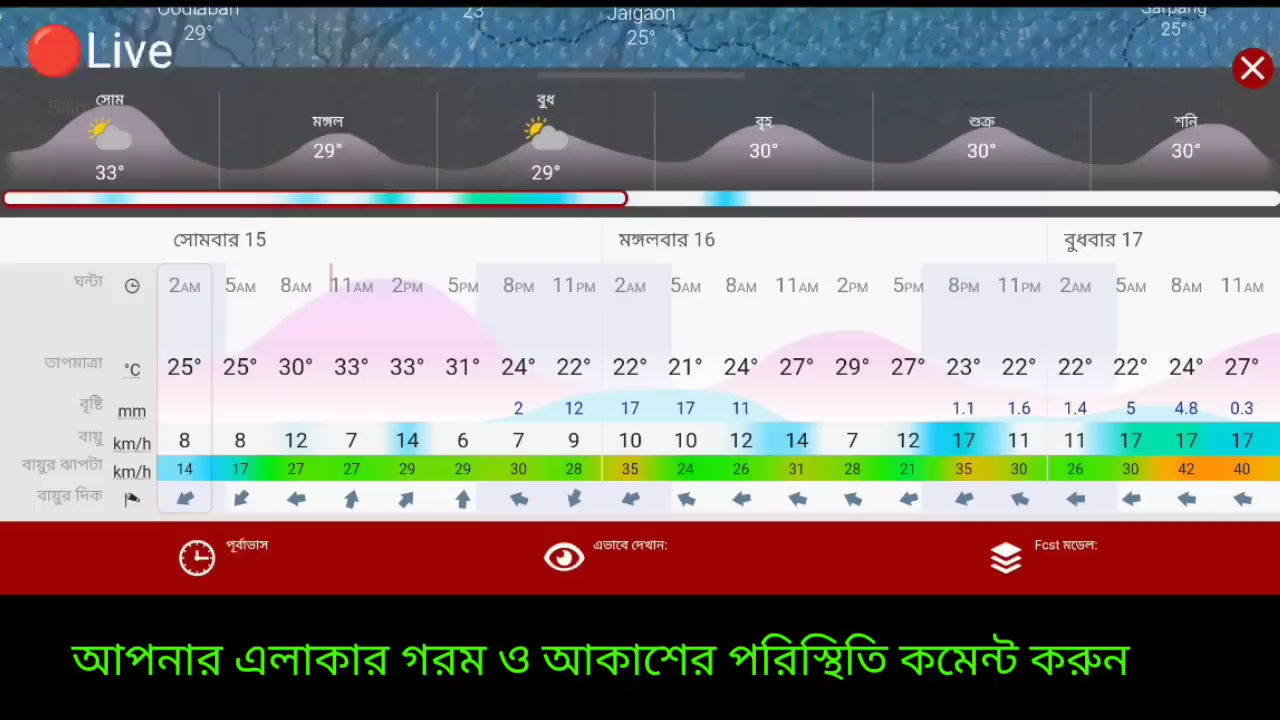 23 Jaigaon Sarpang
29° 25° 25°
Live
সোম মঙ্গল বুধ বৃহ শুক্র শনি
33° 29° 29° 30° 30° 30°
সোমবার 15 মঙ্গলবার 16 বুধবার 17
ঘন্টা 2AM 5AM 8AM 11AM 2PM 5PM 8PM 11PM 2AM 5AM 8AM 11AM 2PM 5PM 8PM 11PM 2AM 5AM 8AM 11AM
তাপমাত্রা °C 25° 25° 30° 33° 33° 31° 24° 22° 22° 21° 24° 27° 29° 27° 23° 22° 22° 22° 24° 27°
বৃষ্টি mm 2 12 17 17 11 1.1 1.6 1.4 5 4.8 0.3
বায়ু km/h 8 8 12 7 14 6 7 9 10 10 12 14 7 12 17 11 11 17 17 17
বায়ুর ঝাপটা km/h 14 17 27 27 29 29 30 28 35 24 26 31 28 21 35 30 26 30 42 40
বায়ুর দিক
পূর্বাভাস এভাবে দেখান: Fcst মডেল:
আপনার এলাকার গরম ও আকাশের পরিস্থিতি কমেন্ট করুন